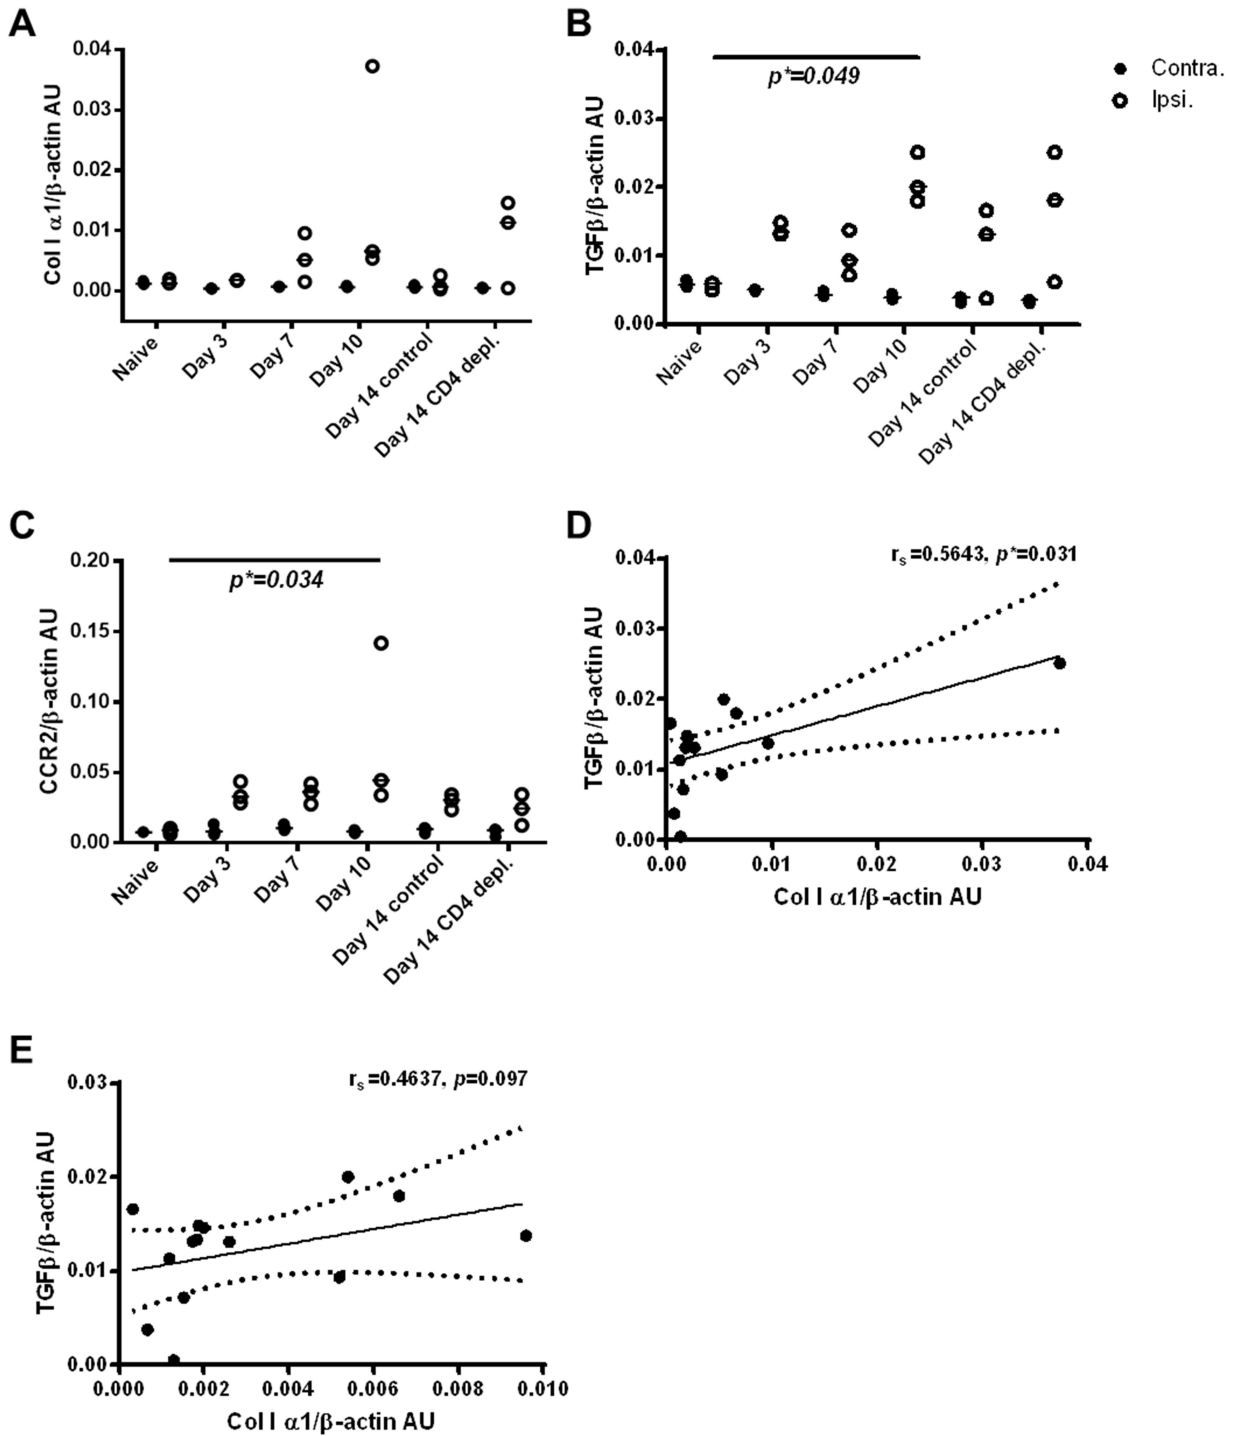 A
Col I α1/β-actin AU
0.04
0.03
0.02
0.01
0.00
Naive
Day 3
Day 7
Day 10
Day 14 control
Day 14 CD4 depl.
B
TGFβ/β-actin AU
0.04
0.03
0.02
0.01
0.00
p*=0.049
Naive
Day 3
Day 7
Day 10
Day 14 control
Day 14 CD4 depl.
Contra.
Ipsi.
C
CCR2/β-actin AU
0.20
0.15
0.10
0.05
0.00
p*=0.034
Naive
Day 3
Day 7
Day 10
Day 14 control
Day 14 CD4 depl.
D
rs=0.5643, p*=0.031
TGFβ/β-actin AU
0.04
0.03
0.02
0.01
0.00
0.00 0.01 0.02 0.03 0.04
Col I α1/β-actin AU
E
rs=0.4637, p=0.097
TGFβ/β-actin AU
0.03
0.02
0.01
0.00
0.000 0.002 0.004 0.006 0.008 0.010
Col I α1/β-actin AU